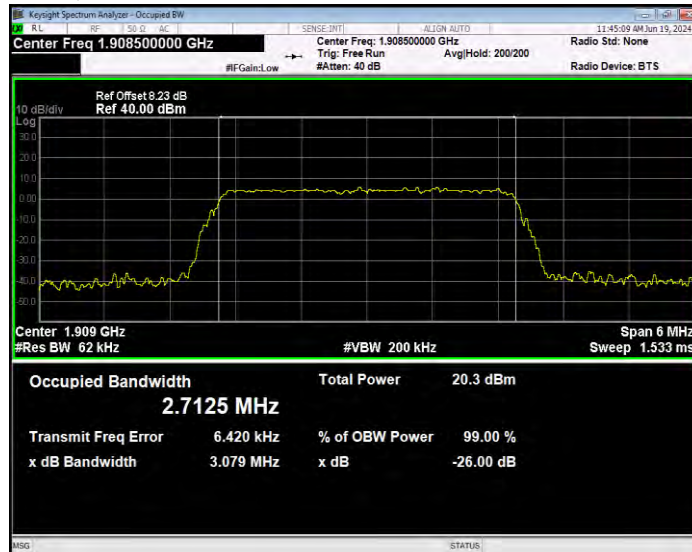 Keysight Spectrum Analyzer - Occupied BW
RL RF 50 Ω AC SENSE:INT ALIGN AUTO 11:45:09 AM Jun 19, 2024
Center Freq 1.908500000 GHz
Center Freq: 1.908500000 GHz
Radio Std: None
Trig: Free Run Avg|Hold: 200/200
#IFGain:Low #Atten: 40 dB Radio Device: BTS
Ref Offset 8.23 dB
10 dB/div Ref 40.00 dBm
Log
30.0
20.0
10.0
0.00
-10.0
-20.0
-30.0
-40.0
-50.0
Center 1.909 GHz Span 6 MHz
#Res BW 62 kHz #VBW 200 kHz Sweep 1.533 ms
Occupied Bandwidth Total Power 20.3 dBm
2.7125 MHz
Transmit Freq Error 6.420 kHz % of OBW Power 99.00 %
x dB Bandwidth 3.079 MHz x dB -26.00 dB
MSG STATUS